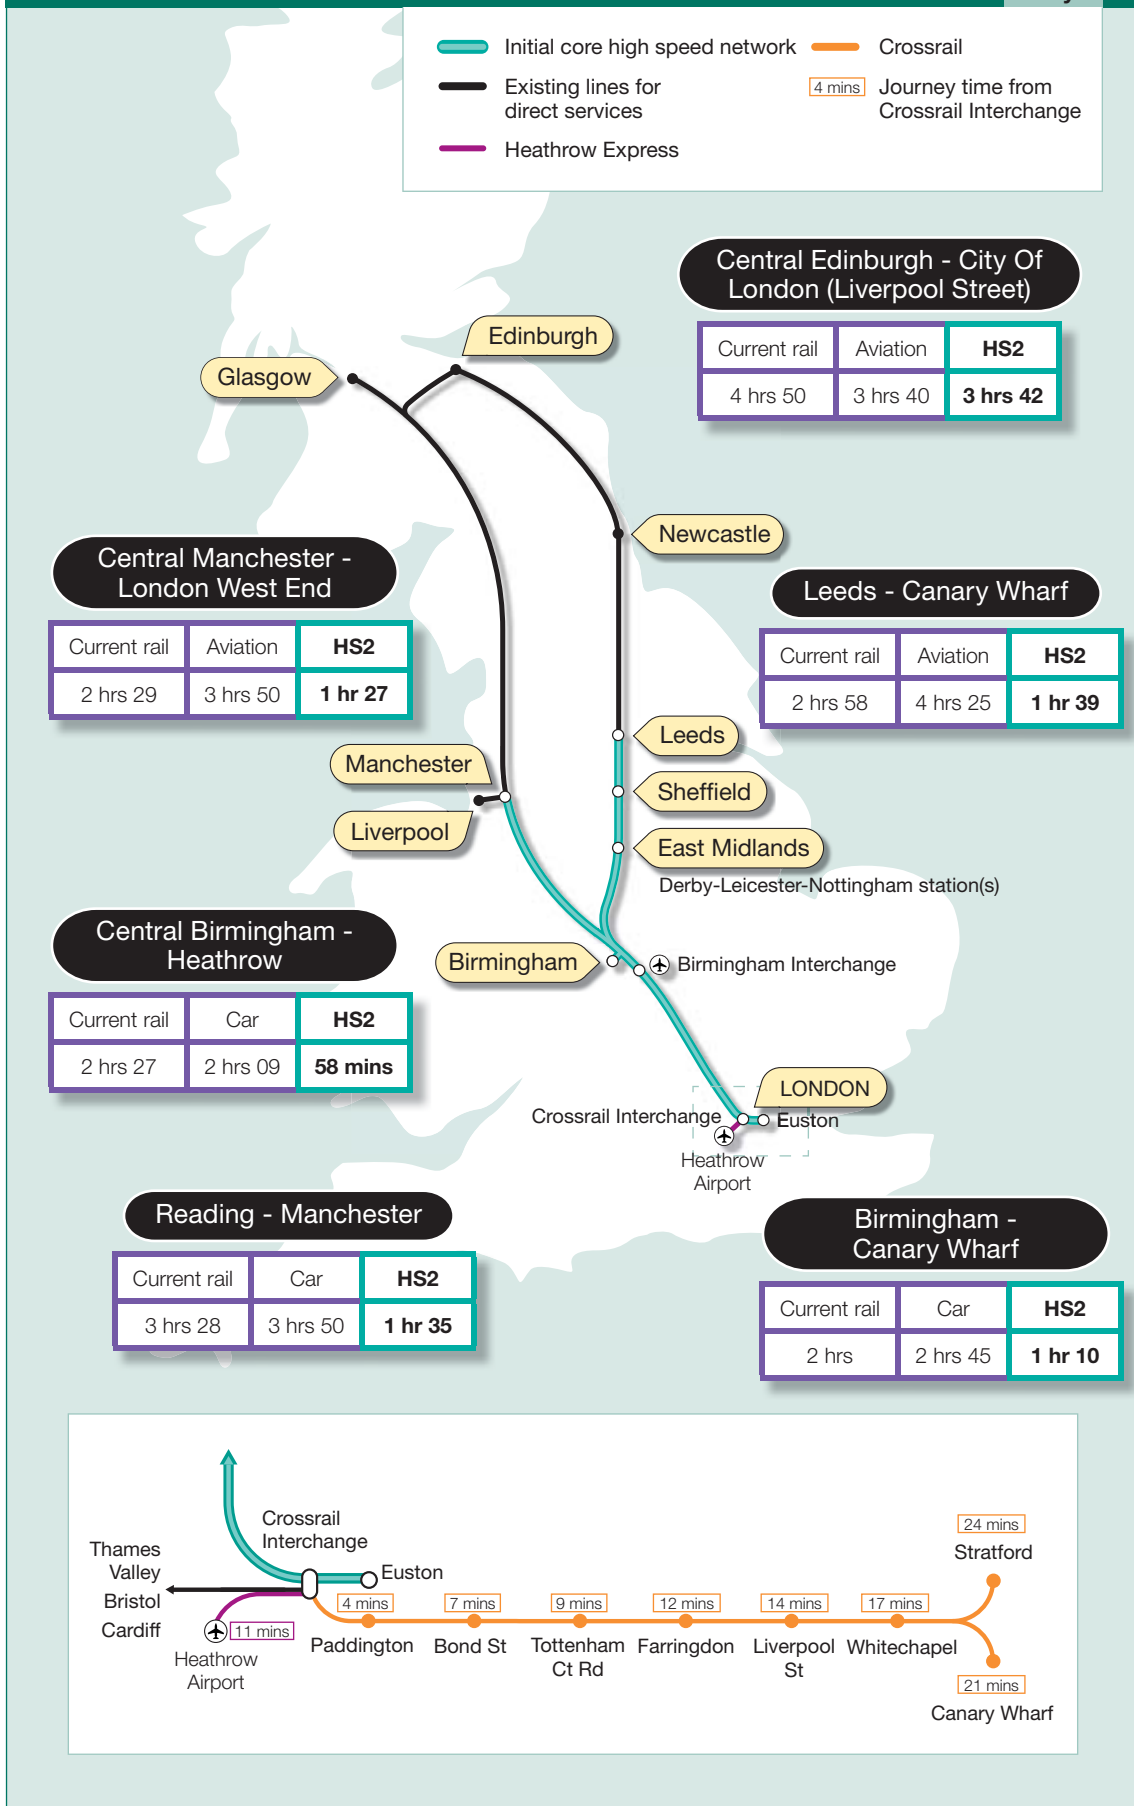 Initial core high speed network
Existing lines for
direct services
Heathrow Express
Crossrail
4 mins
Journey time from
Crossrail Interchange
Central Edinburgh - City Of
London (Liverpool Street)
Current rail Aviation HS2
4 hrs 50 3 hrs 40 3 hrs 42
Edinburgh
Glasgow
Newcastle
Central Manchester -
London West End
Current rail Aviation HS2
2 hrs 29 3 hrs 50 1 hr 27
Leeds - Canary Wharf
Current rail Aviation HS2
2 hrs 58 4 hrs 25 1 hr 39
Leeds
Manchester
Sheffield
Liverpool
East Midlands
Derby-Leicester-Nottingham station(s)
Central Birmingham -
Heathrow
Current rail Car HS2
2 hrs 27 2 hrs 09 58 mins
Birmingham
Birmingham Interchange
LONDON
Crossrail Interchange
Euston
Heathrow
Airport
Reading - Manchester
Current rail Car HS2
3 hrs 28 3 hrs 50 1 hr 35
Birmingham -
Canary Wharf
Current rail Car HS2
2 hrs 2 hrs 45 1 hr 10
Crossrail
Interchange
Thames
Valley
Bristol
Cardiff
Euston
11 mins
Heathrow
Airport
4 mins
Paddington
7 mins
Bond St
9 mins
Tottenham
Ct Rd
12 mins
Farringdon
14 mins
Liverpool
St
17 mins
Whitechapel
24 mins
Stratford
21 mins
Canary Wharf